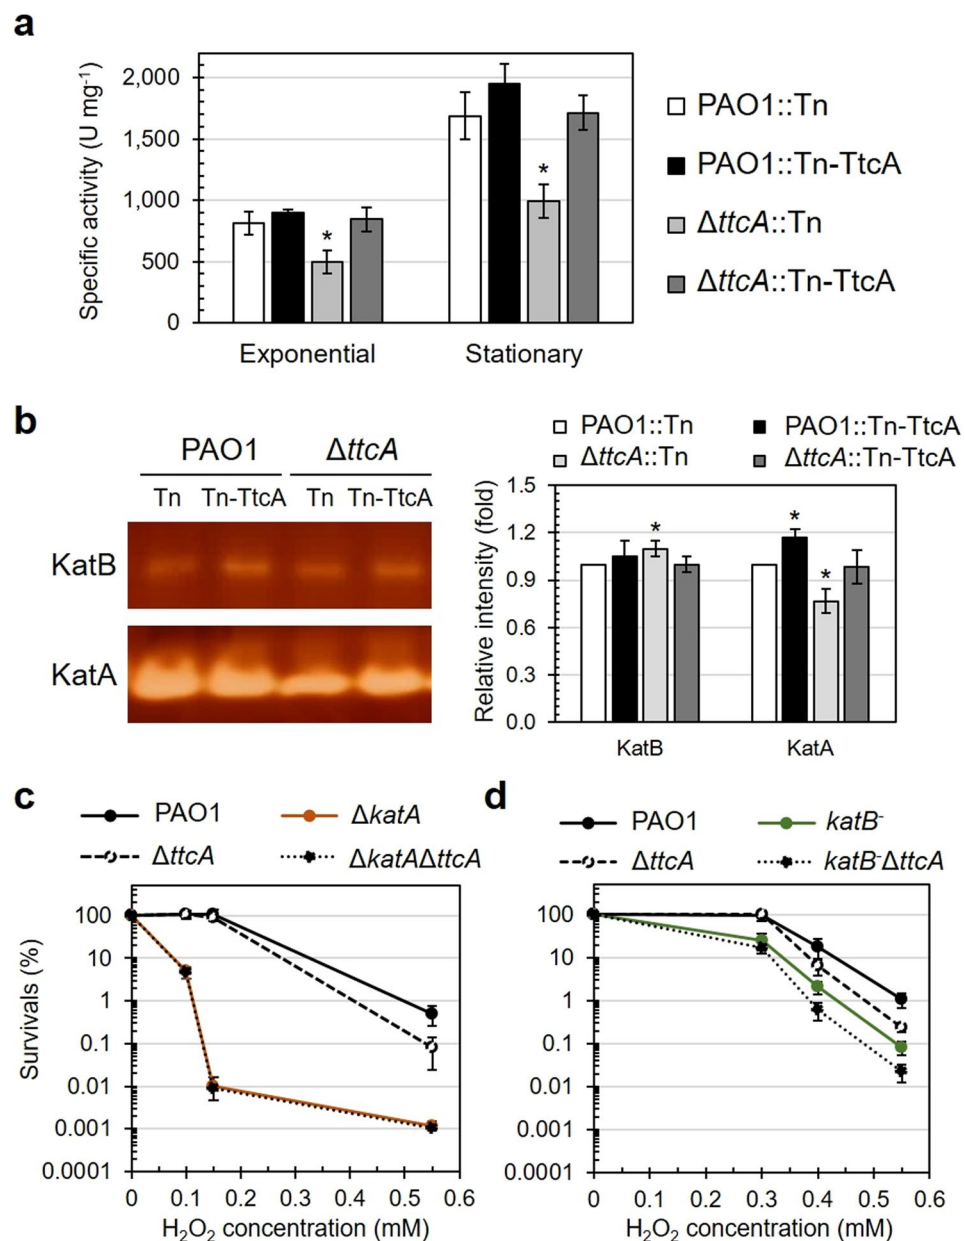 a
Specific activity (U mg⁻¹)
2,000
1,500
1,000
500
0
*
*
Exponential
Stationary
PAO1::Tn
PAO1::Tn-TtcA
ΔttcA::Tn
ΔttcA::Tn-TtcA
b
PAO1 ΔttcA
Tn Tn-TtcA Tn Tn-TtcA
KatB
KatA
PAO1::Tn PAO1::Tn-TtcA
ΔttcA::Tn ΔttcA::Tn-TtcA
Relative intensity (fold)
1.5
1.2
0.9
0.6
0.3
0.0
*
*
*
KatB KatA
c
PAO1 ΔkatA
ΔttcA ΔkatAΔttcA
Survivals (%)
100
10
1
0.1
0.01
0.001
0.0001
0 0.1 0.2 0.3 0.4 0.5 0.6
H₂O₂ concentration (mM)
d
PAO1 katB⁻
ΔttcA katB⁻ΔttcA
100
10
1
0.1
0.01
0.001
0.0001
0 0.1 0.2 0.3 0.4 0.5 0.6
H₂O₂ concentration (mM)